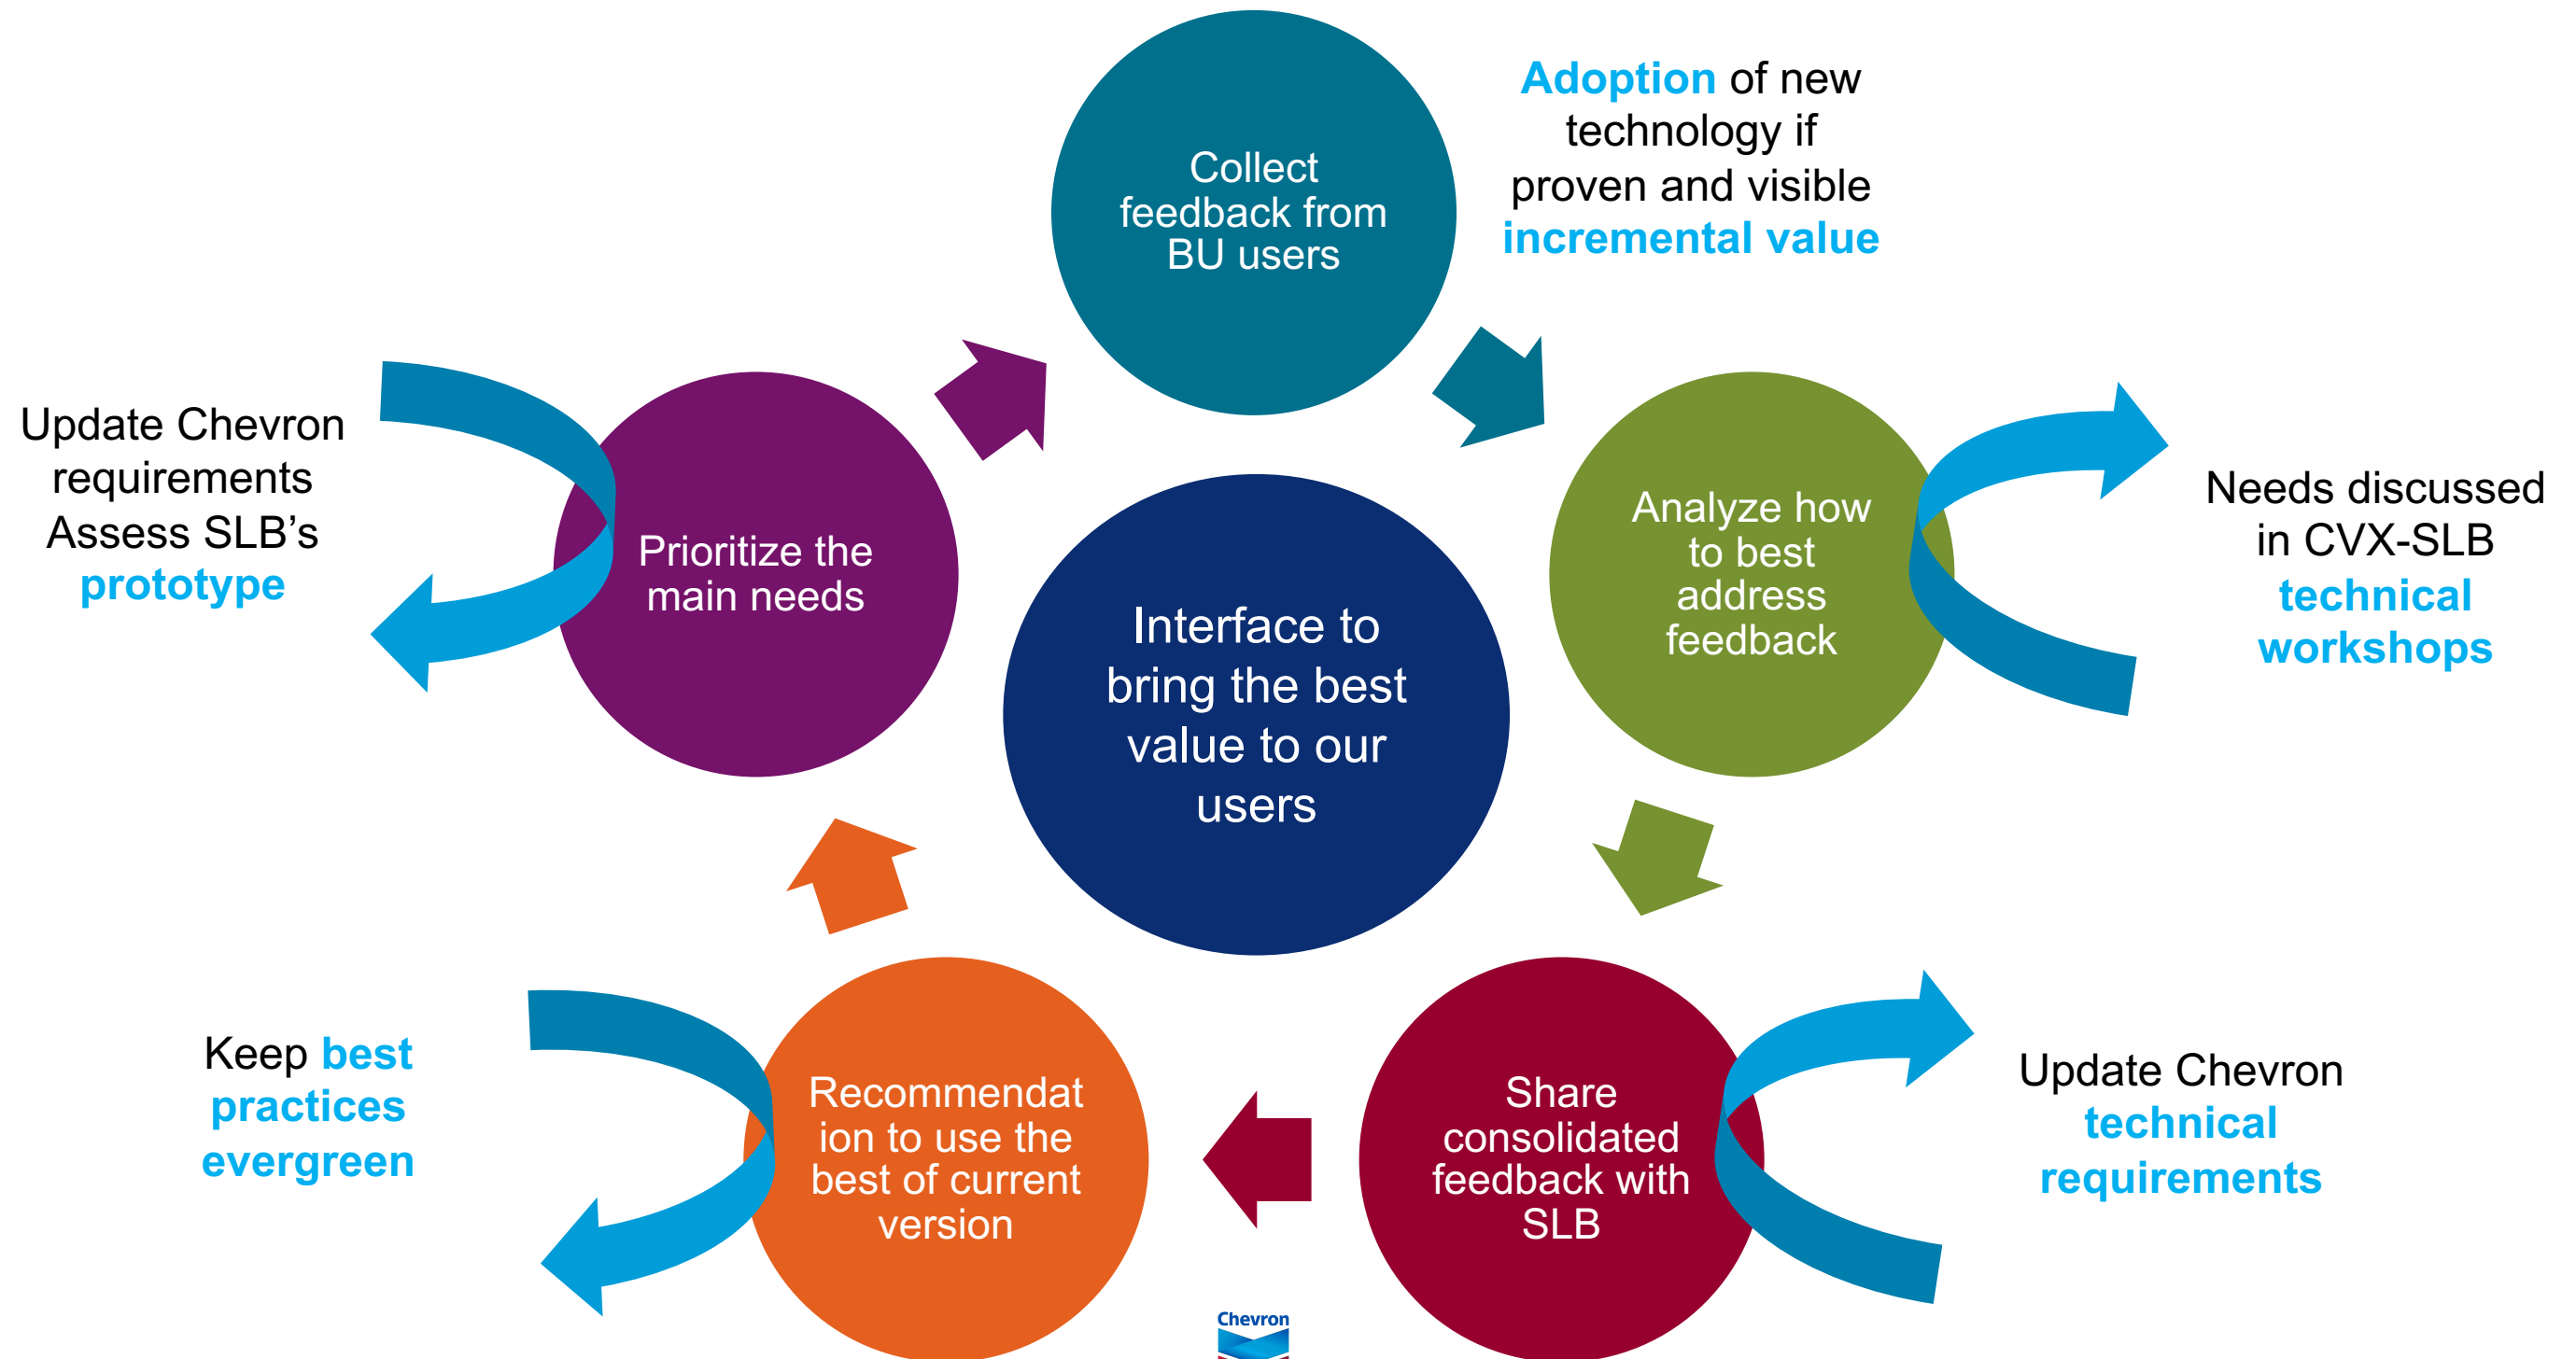 Collect
feedback from
BU users
Adoption of new
technology if
proven and visible
incremental value
Analyze how
to best
address
feedback
Needs discussed
in CVX-SLB
technical
workshops
Share
consolidated
feedback with
SLB
Update Chevron
technical
requirements
Recommendat
ion to use the
best of current
version
Keep best
practices
evergreen
Prioritize the
main needs
Update Chevron
requirements
Assess SLB’s
prototype
Interface to
bring the best
value to our
users
Chevron